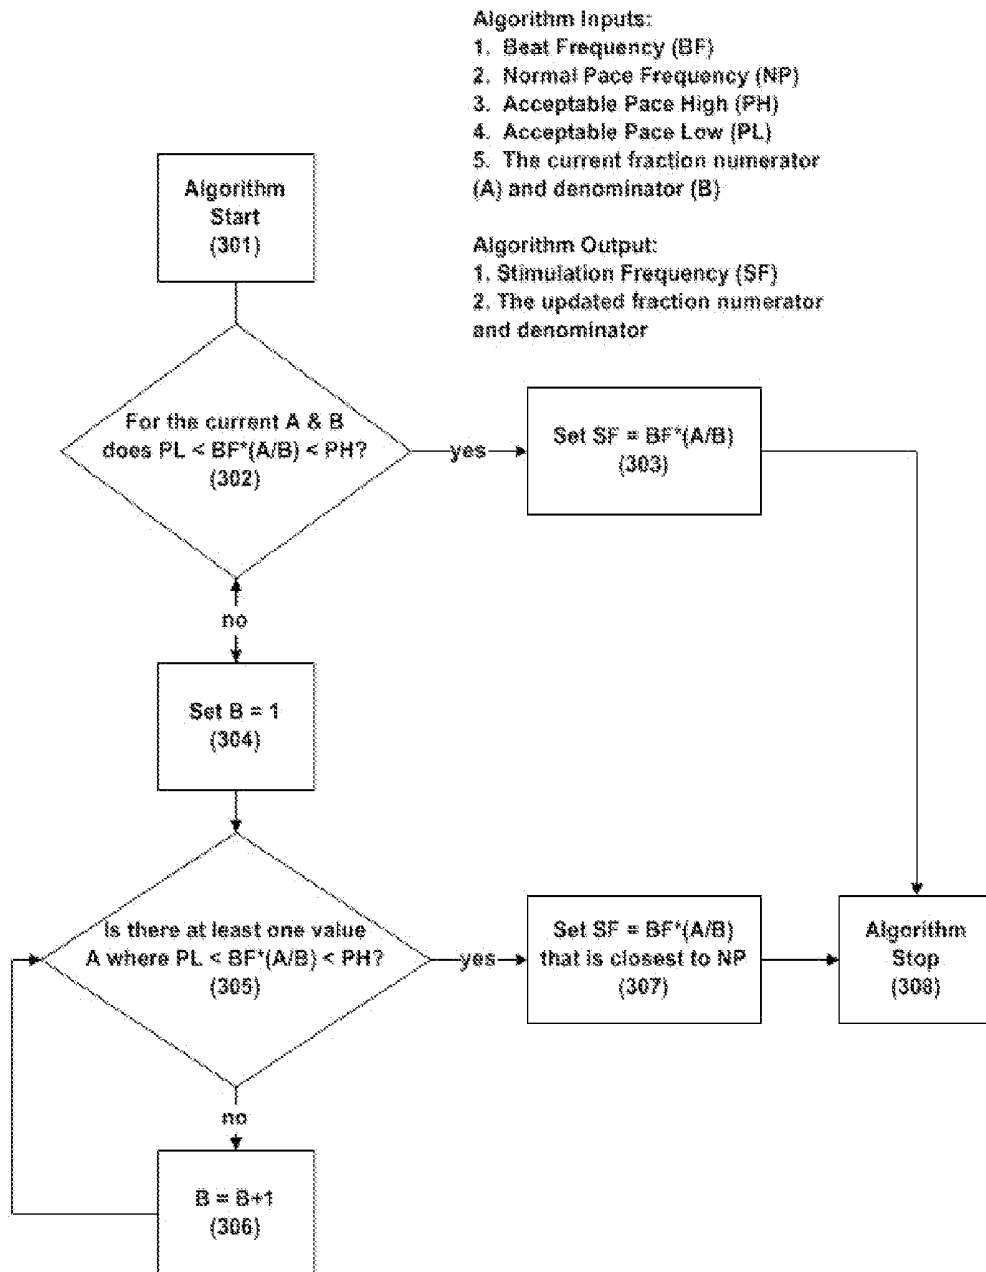 Algorithm Inputs:
1. Beat Frequency (BF)
2. Normal Pace Frequency (NP)
3. Acceptable Pace High (PH)
4. Acceptable Pace Low (PL)
5. The current fraction numerator
(A) and denominator (B)
Algorithm Output:
1. Stimulation Frequency (SF)
2. The updated fraction numerator
and denominator
Algorithm
Start
(301)
For the current A & B
does PL < BF*(A/B) < PH?
(302)
yes
Set SF = BF*(A/B)
(303)
no
Set B = 1
(304)
Is there at least one value
A where PL < BF*(A/B) < PH?
(305)
yes
Set SF = BF*(A/B)
that is closest to NP
(307)
Algorithm
Stop
(308)
no
B = B+1
(306)